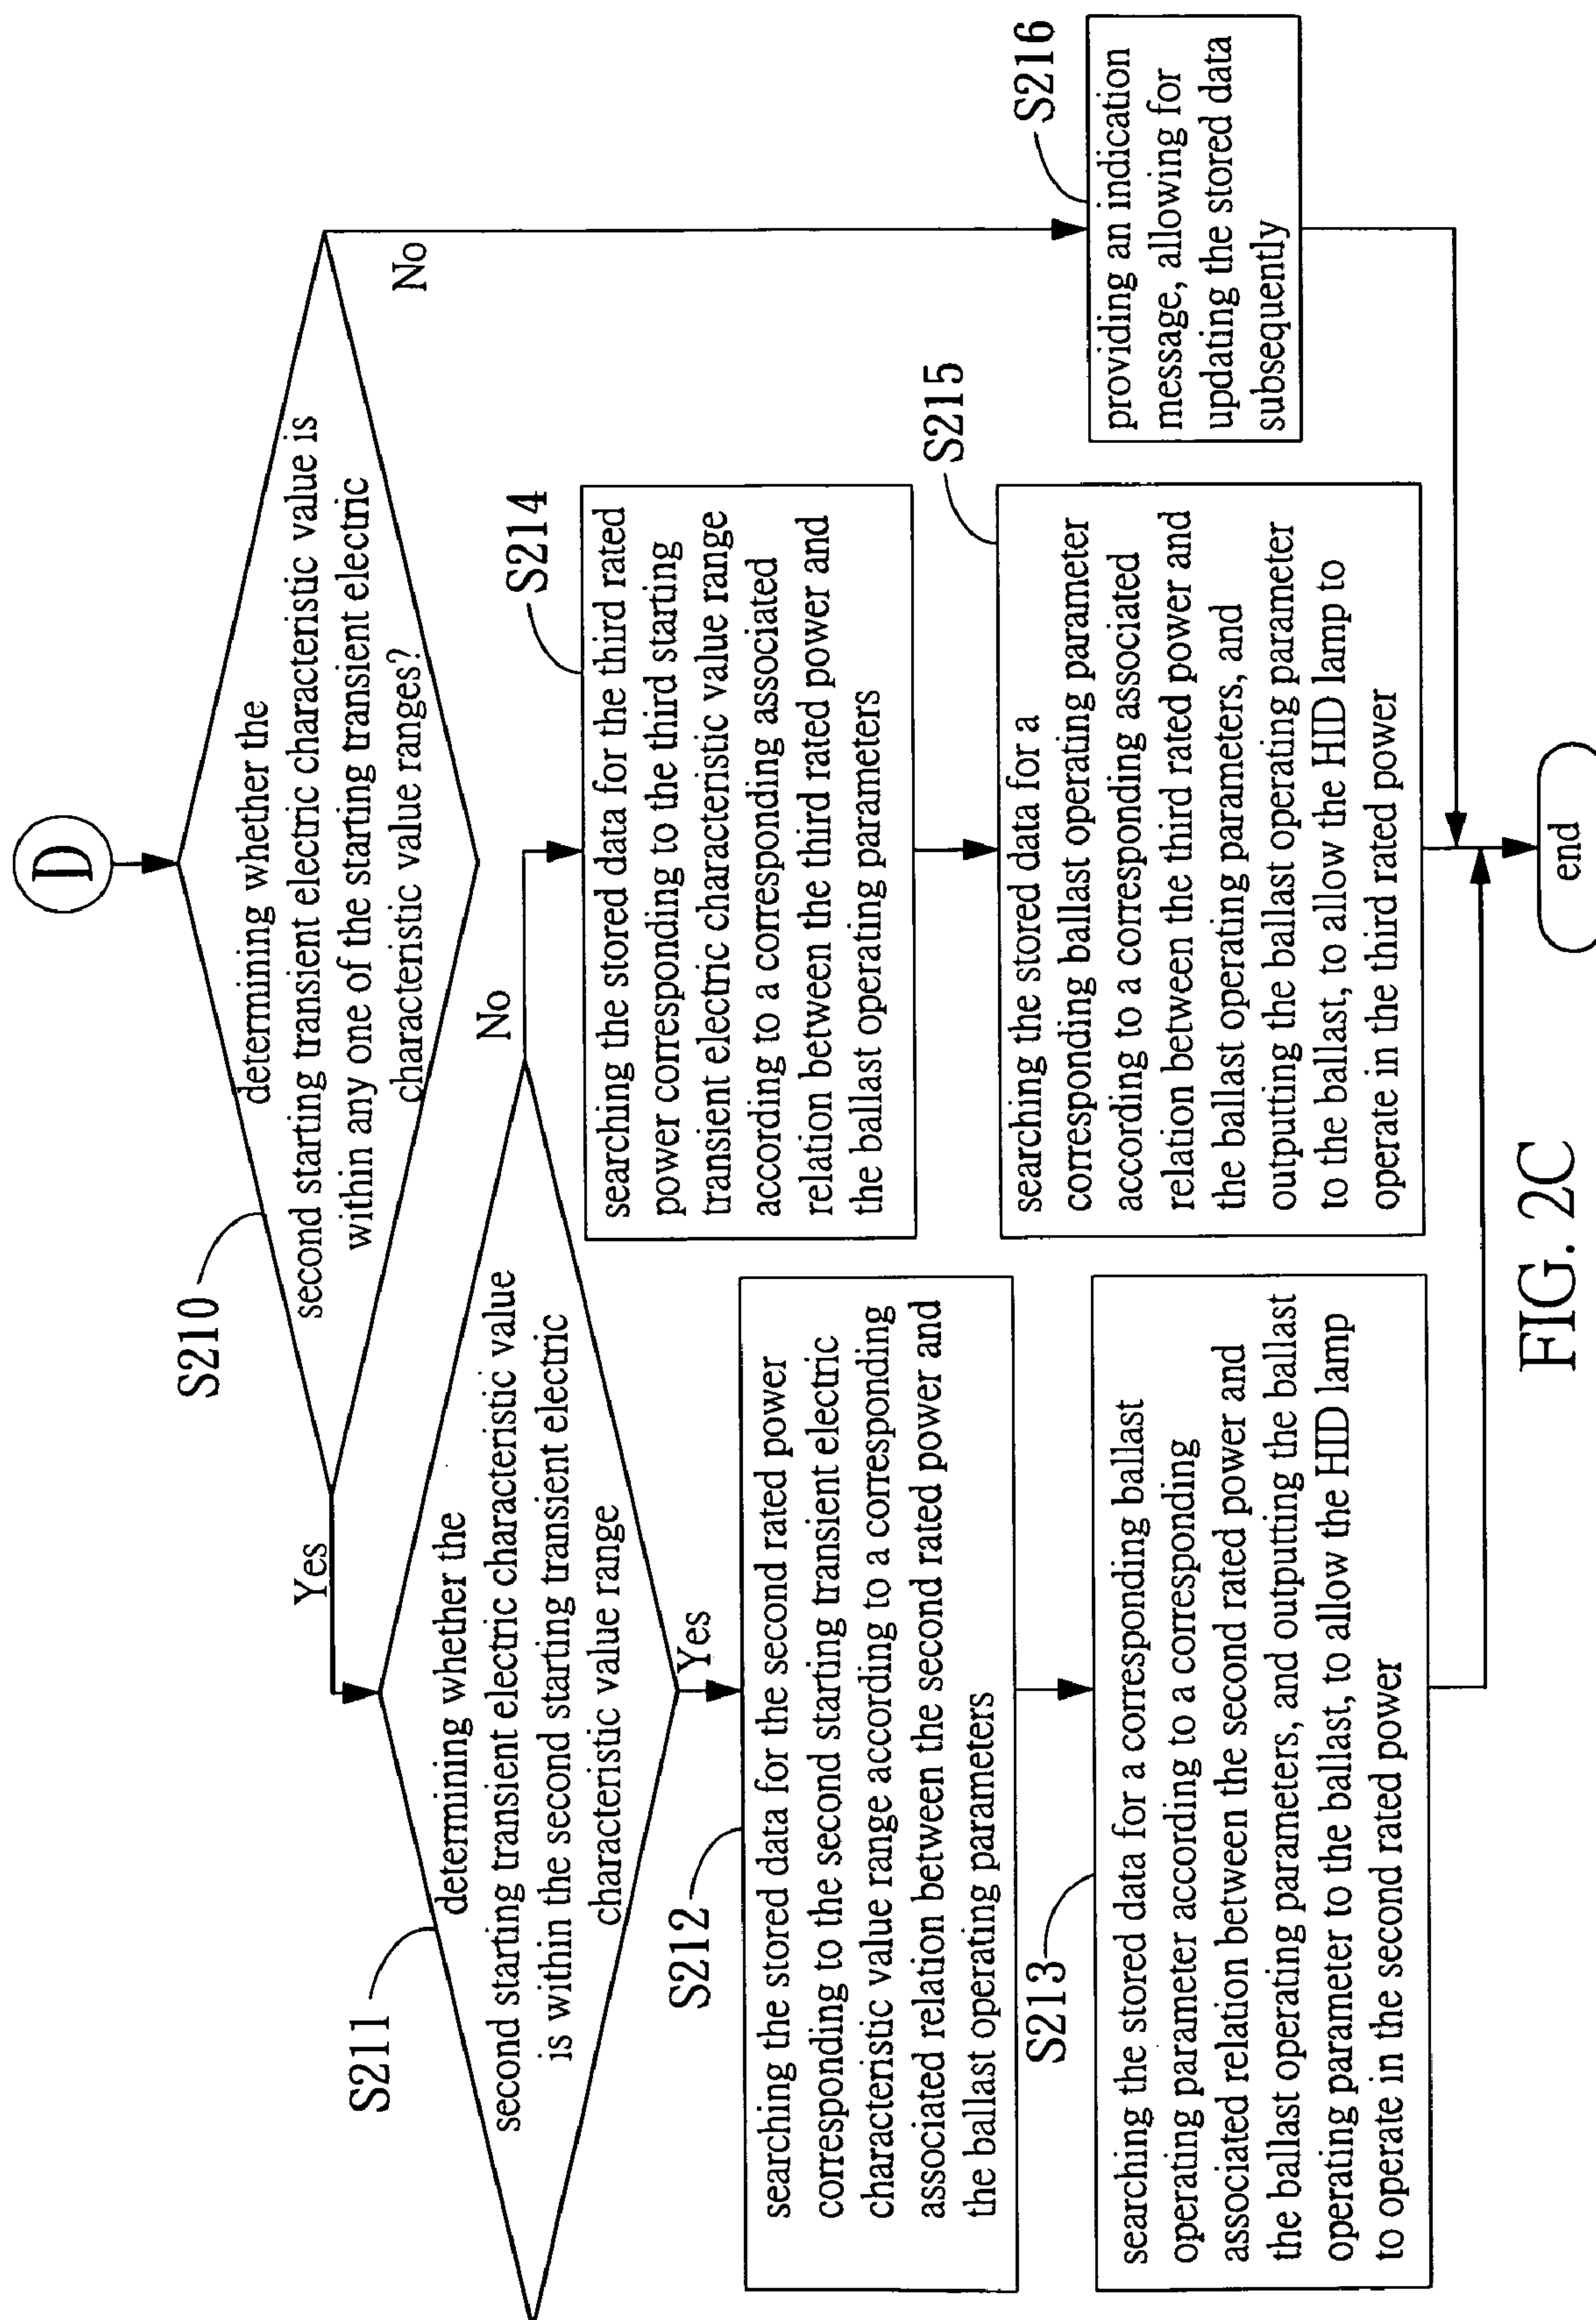 D
S210
determining whether the
second starting transient electric characteristic value is
within any one of the starting transient electric
characteristic value ranges?
Yes
No
S211
determining whether the
second starting transient electric characteristic value
is within the second starting transient electric
characteristic value range
No
Yes
S212
searching the stored data for the second rated power
corresponding to the second starting transient electric
characteristic value range according to a corresponding
associated relation between the second rated power and
the ballast operating parameters
S213
searching the stored data for a corresponding ballast
operating parameter according to a corresponding
associated relation between the second rated power and
the ballast operating parameters, and outputting the ballast
operating parameter to the ballast, to allow the HID lamp
to operate in the second rated power
S214
searching the stored data for the third rated
power corresponding to the third starting
transient electric characteristic value range
according to a corresponding associated
relation between the third rated power and
the ballast operating parameters
S215
searching the stored data for a
corresponding ballast operating parameter
according to a corresponding associated
relation between the third rated power and
the ballast operating parameters, and
outputting the ballast operating parameter
to the ballast, to allow the HID lamp to
operate in the third rated power
S216
providing an indication
message, allowing for
updating the stored data
subsequently
end
FIG. 2C